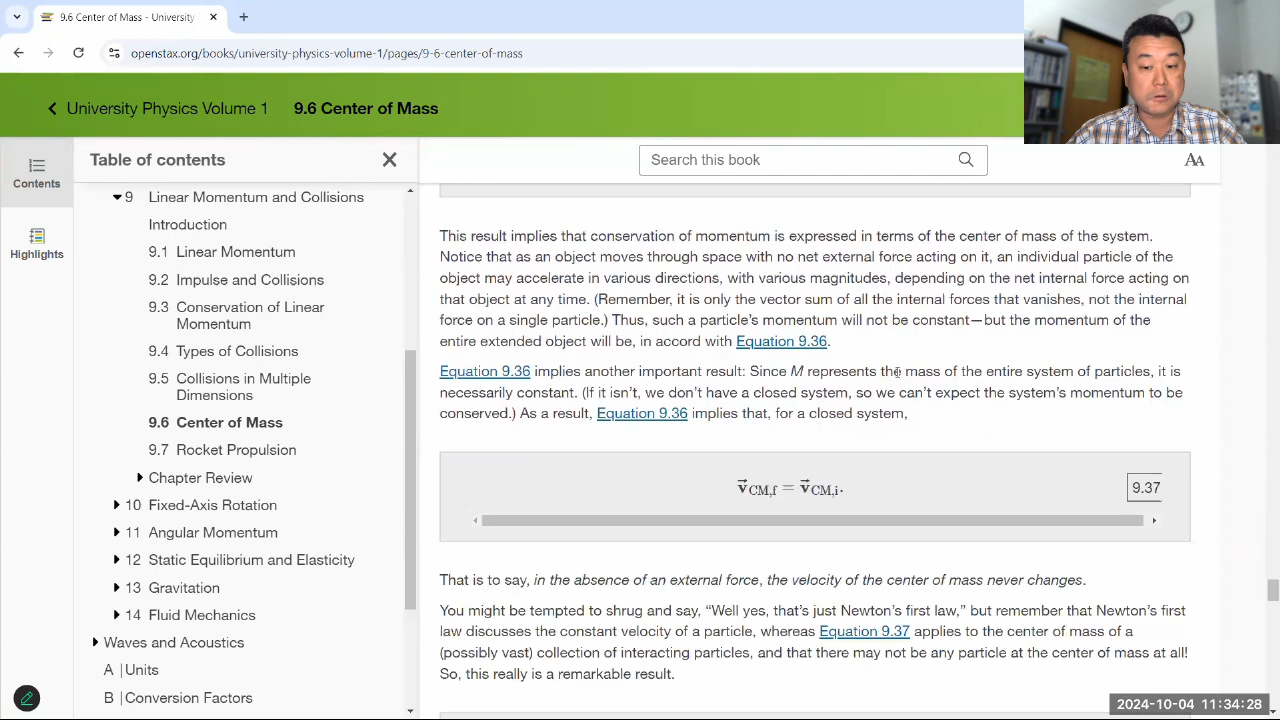 9.6 Center of Mass - University
openstax.org/books/university-physics-volume-1/pages/9-6-center-of-mass
University Physics Volume 1 9.6 Center of Mass
Contents
Highlights
Table of contents
9 Linear Momentum and Collisions
Introduction
9.1 Linear Momentum
9.2 Impulse and Collisions
9.3 Conservation of Linear
Momentum
9.4 Types of Collisions
9.5 Collisions in Multiple
Dimensions
9.6 Center of Mass
9.7 Rocket Propulsion
Chapter Review
10 Fixed-Axis Rotation
11 Angular Momentum
12 Static Equilibrium and Elasticity
13 Gravitation
14 Fluid Mechanics
Waves and Acoustics
A | Units
B | Conversion Factors
Search this book
AA
This result implies that conservation of momentum is expressed in terms of the center of mass of the system.
Notice that as an object moves through space with no net external force acting on it, an individual particle of the
object may accelerate in various directions, with various magnitudes, depending on the net internal force acting on
that object at any time. (Remember, it is only the vector sum of all the internal forces that vanishes, not the internal
force on a single particle.) Thus, such a particle's momentum will not be constant—but the momentum of the
entire extended object will be, in accord with Equation 9.36.
Equation 9.36 implies another important result: Since M represents the mass of the entire system of particles, it is
necessarily constant. (If it isn't, we don't have a closed system, so we can't expect the system's momentum to be
conserved.) As a result, Equation 9.36 implies that, for a closed system,
v⃗CM,f = v⃗CM,i. 9.37
That is to say, in the absence of an external force, the velocity of the center of mass never changes.
You might be tempted to shrug and say, "Well yes, that's just Newton's first law," but remember that Newton's first
law discusses the constant velocity of a particle, whereas Equation 9.37 applies to the center of mass of a
(possibly vast) collection of interacting particles, and that there may not be any particle at the center of mass at all!
So, this really is a remarkable result.
2024-10-04 11:34:28